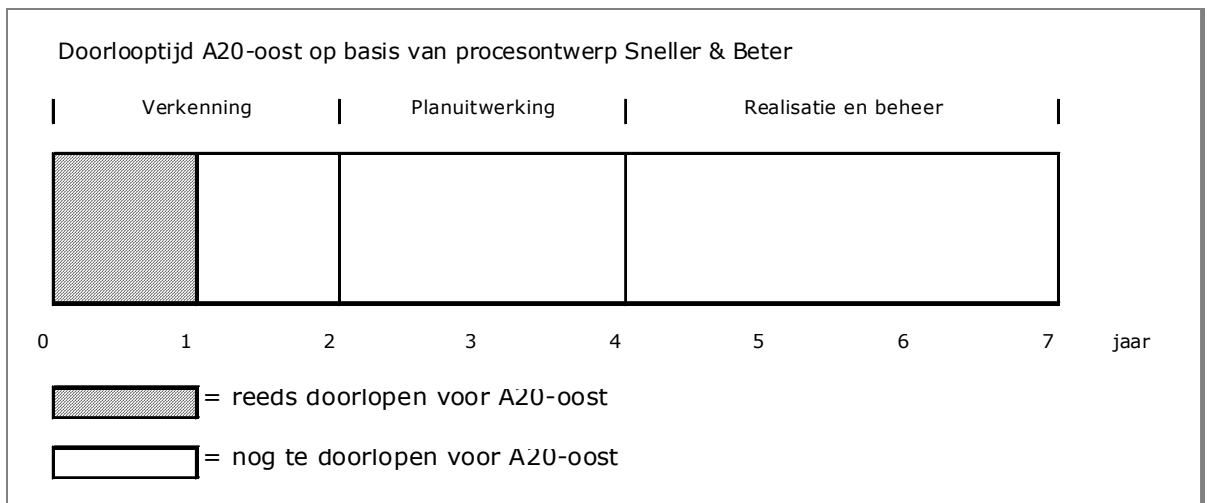 Doorlooptijd A20-oost op basis van procesontwerp Sneller & Beter
Verkenning Planuitwerking Realisatie en beheer
0 1 2 3 4 5 6 7 jaar
= reeds doorlopen voor A20-oost
= nog te doorlopen voor A20-oost